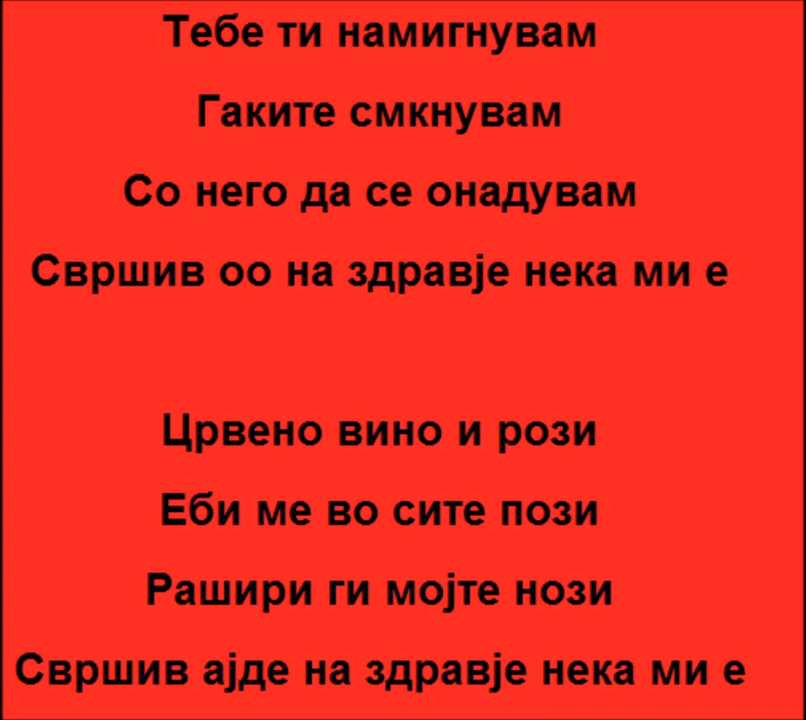 Тебе ти намигнувам
Гаките смкнувам
Со него да се онадувам
Свршив оо на здравје нека ми е
Црвено вино и рози
Еби ме во сите пози
Рашири ги мојте нози
Свршив ајде на здравје нека ми е